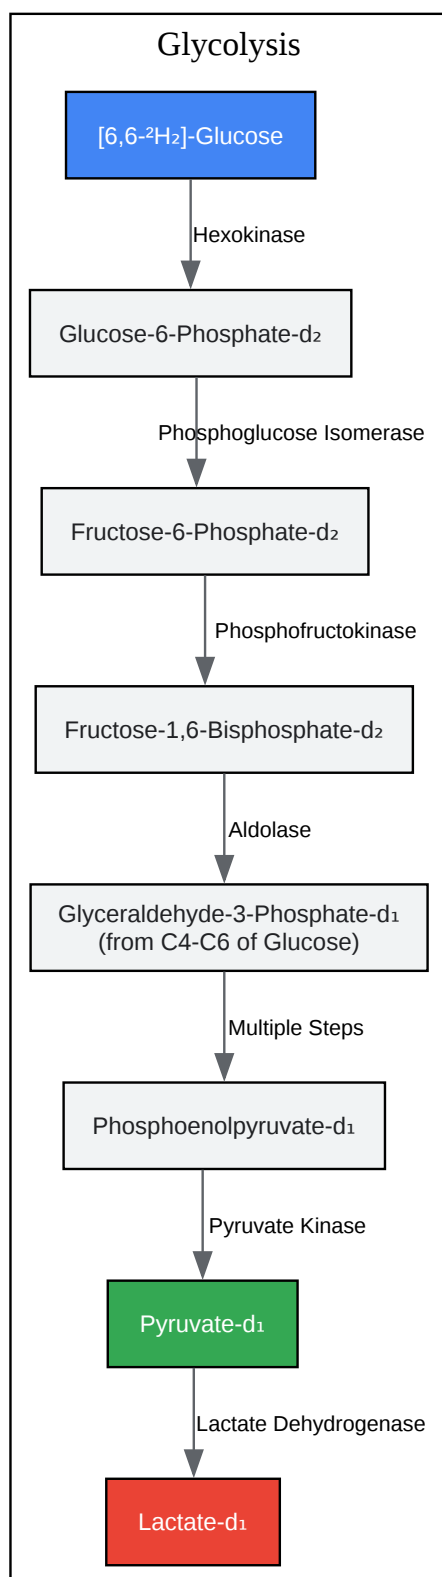 Glycolysis
[6,6-²H₂]-Glucose
Hexokinase
Glucose-6-Phosphate-d₂
Phosphoglucose Isomerase
Fructose-6-Phosphate-d₂
Phosphofructokinase
Fructose-1,6-Bisphosphate-d₂
Aldolase
Glyceraldehyde-3-Phosphate-d₁
(from C4-C6 of Glucose)
Multiple Steps
Phosphoenolpyruvate-d₁
Pyruvate Kinase
Pyruvate-d₁
Lactate Dehydrogenase
Lactate-d₁